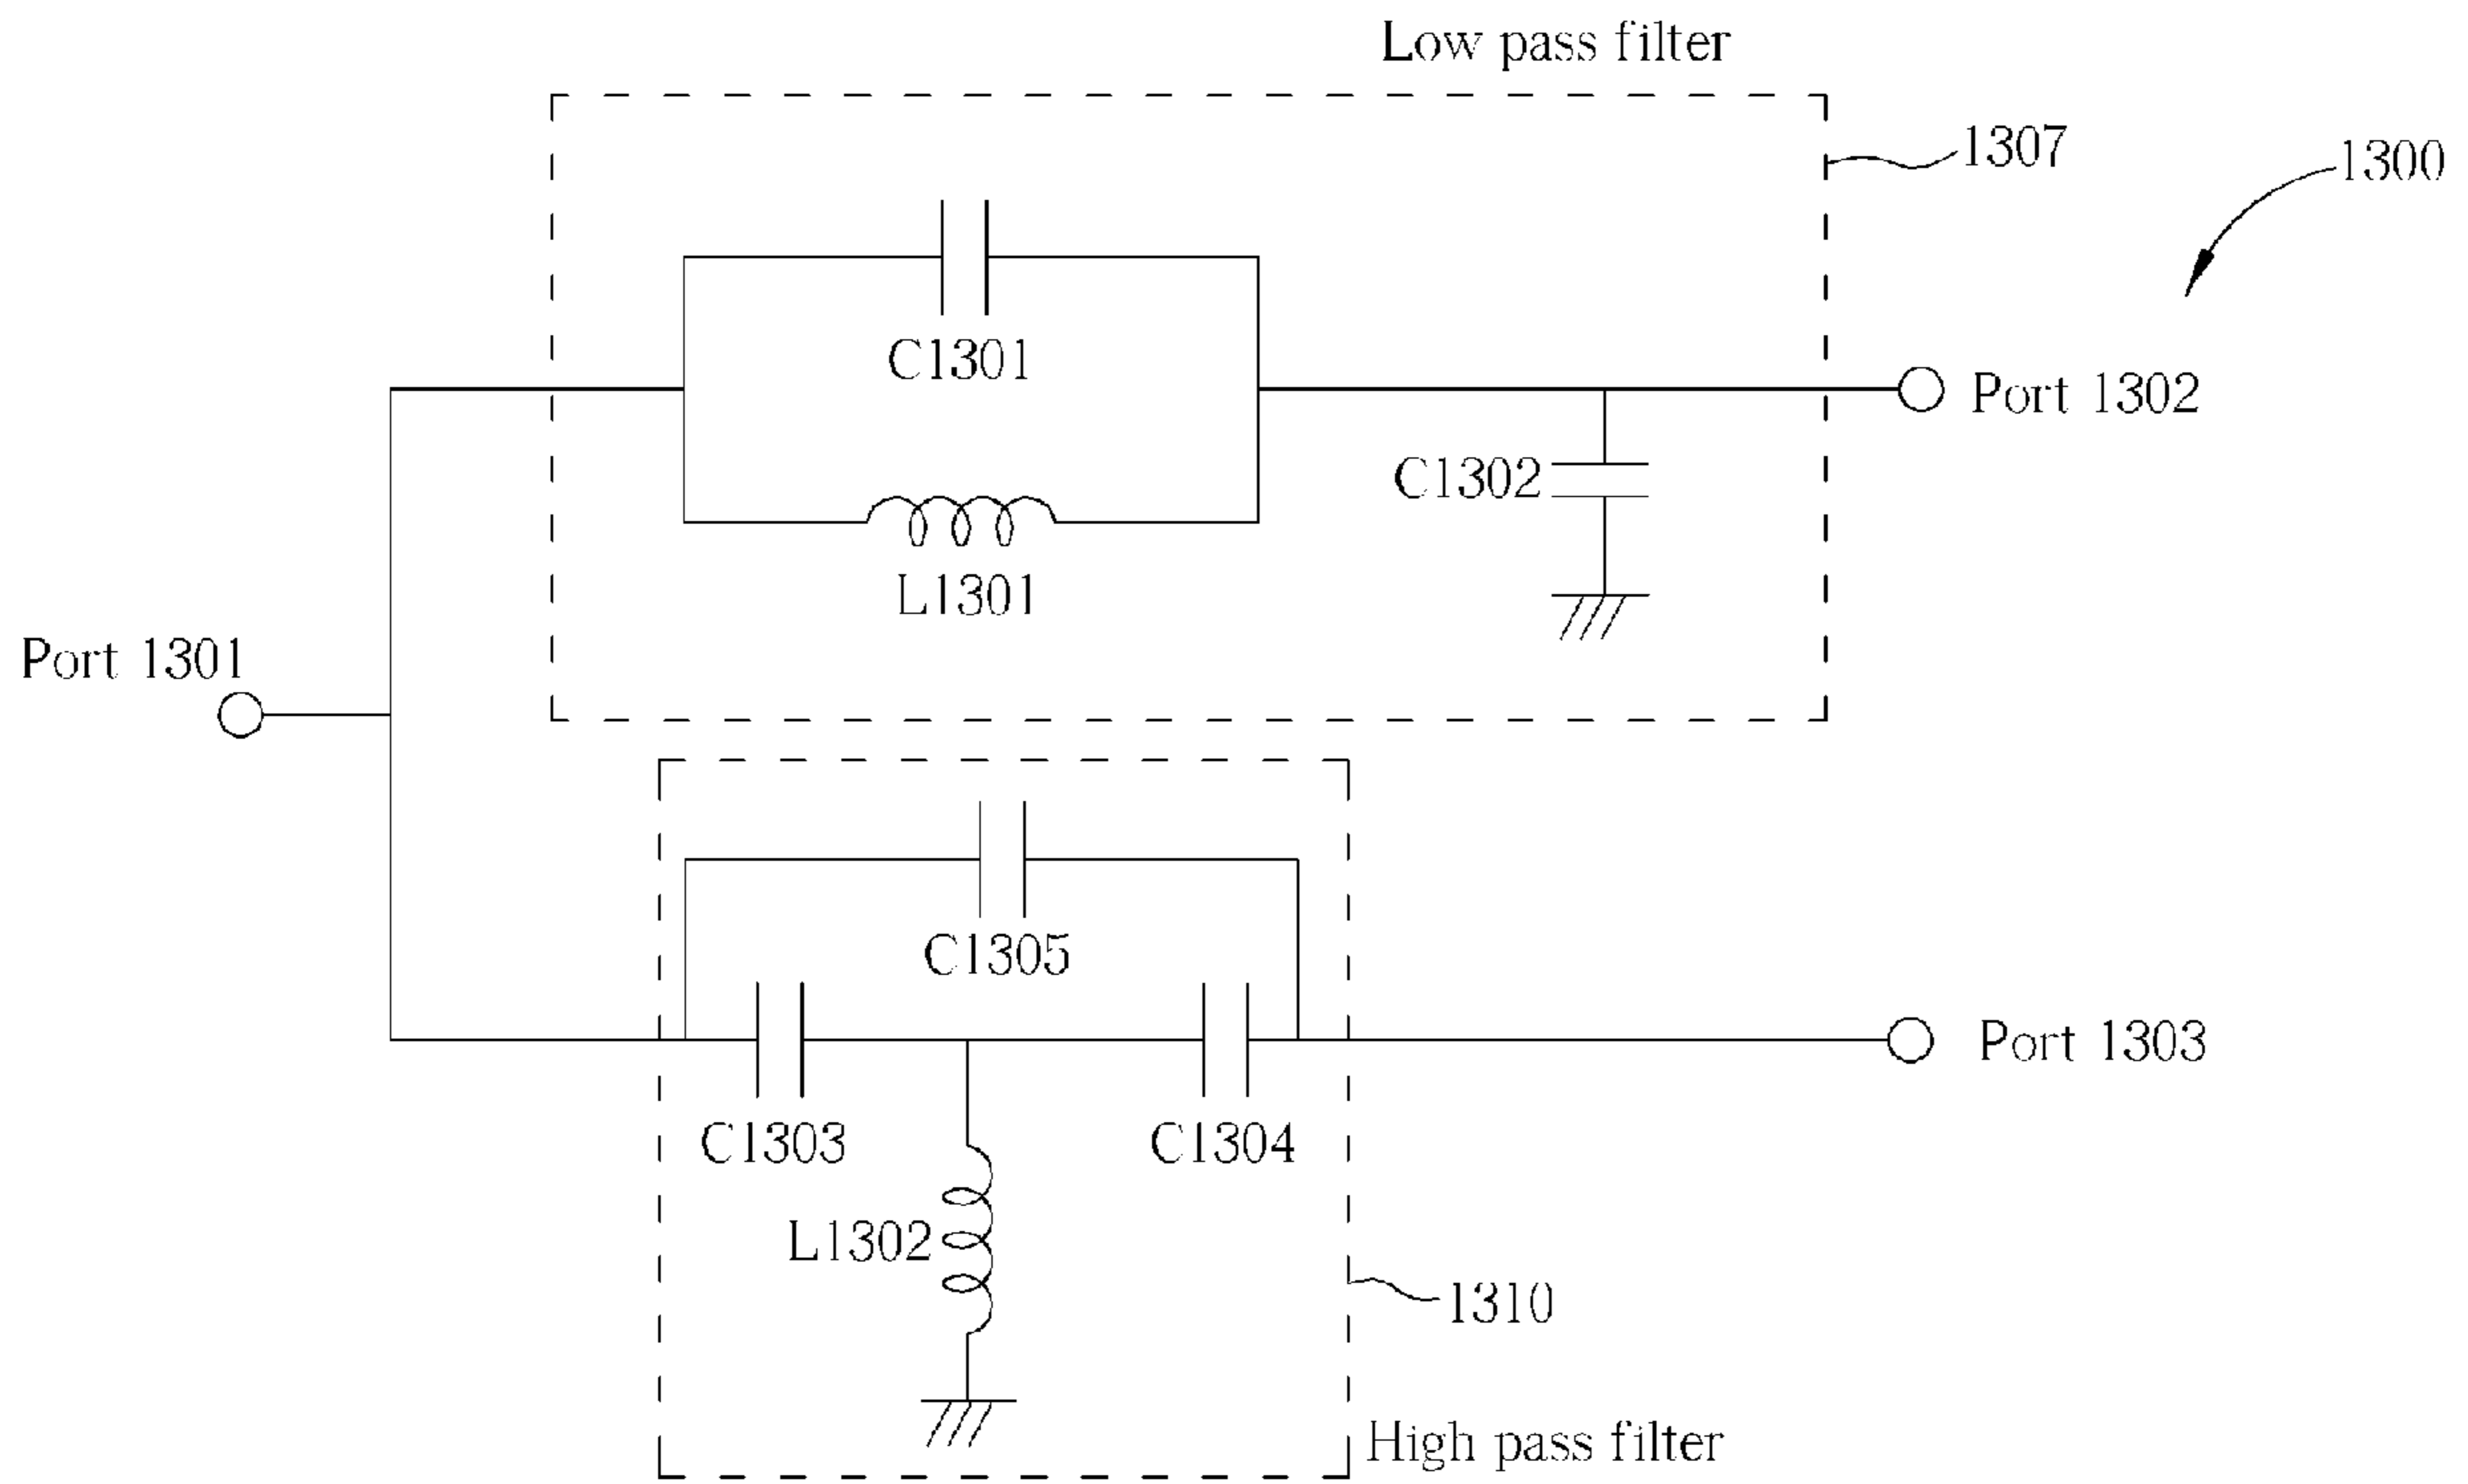 Low pass filter
1307
1300
C1301
Port 1302
C1302
L1301
Port 1301
C1305
Port 1303
C1303
C1304
L1302
1310
High pass filter